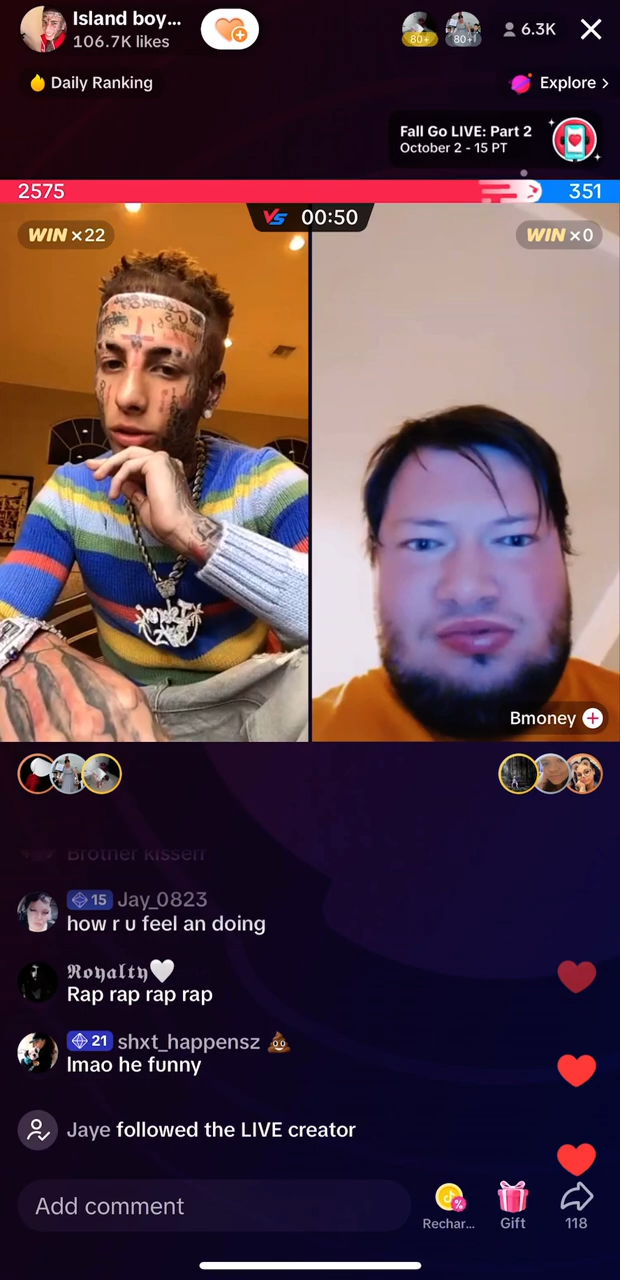 Island boy...
106.7K likes
80+
80+
6.3K
Daily Ranking
Explore >
Fall Go LIVE: Part 2
October 2 - 15 PT
2575
351
VS 00:50
WIN ×22
WIN ×0
Bmoney
Brother kisserr
15 Jay_0823
how r u feel an doing
Royalty🤍
Rap rap rap rap
21 shxt_happensz 💩
lmao he funny
Jaye followed the LIVE creator
Add comment
Rechar...
Gift
118